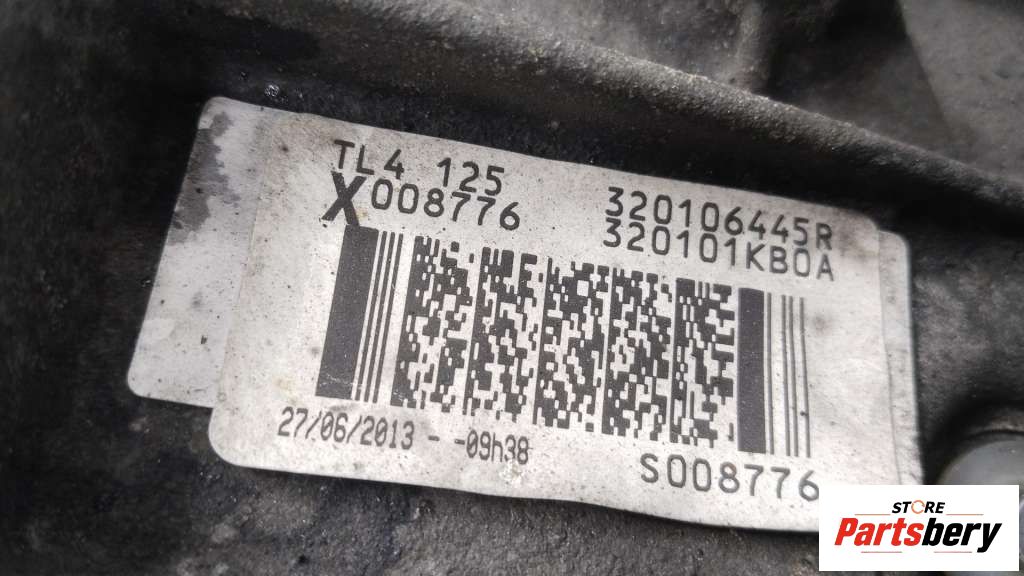 TL4 125
X008776
320106445R
320101KB0A
27/06/2013 - -09h38
S008776
STORE
Partsbery